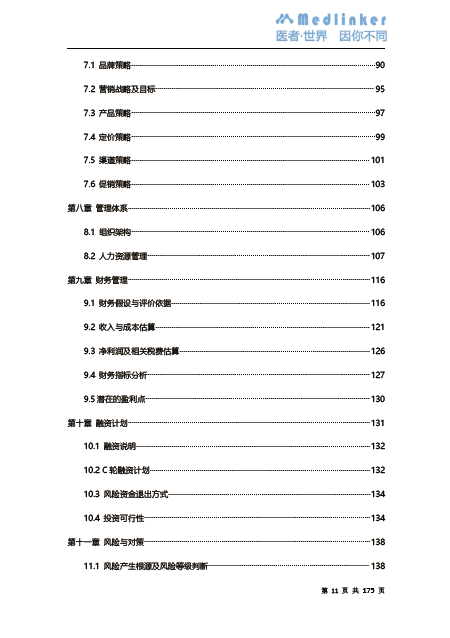 Medlinker
医者·世界 因你不同
7.1 品牌策略 90
7.2 营销战略及目标 95
7.3 产品策略 97
7.4 定价策略 99
7.5 渠道策略 101
7.6 促销策略 103
第八章 管理体系 106
8.1 组织架构 106
8.2 人力资源管理 107
第九章 财务管理 116
9.1 财务假设与评价依据 116
9.2 收入与成本估算 121
9.3 净利润及相关税费估算 126
9.4 财务指标分析 127
9.5 潜在的盈利点 130
第十章 融资计划 131
10.1 融资说明 132
10.2 C 轮融资计划 132
10.3 风险资金退出方式 134
10.4 投资可行性 134
第十一章 风险与对策 138
11.1 风险产生根源及风险等级判断 138
第 11 页 共 175 页